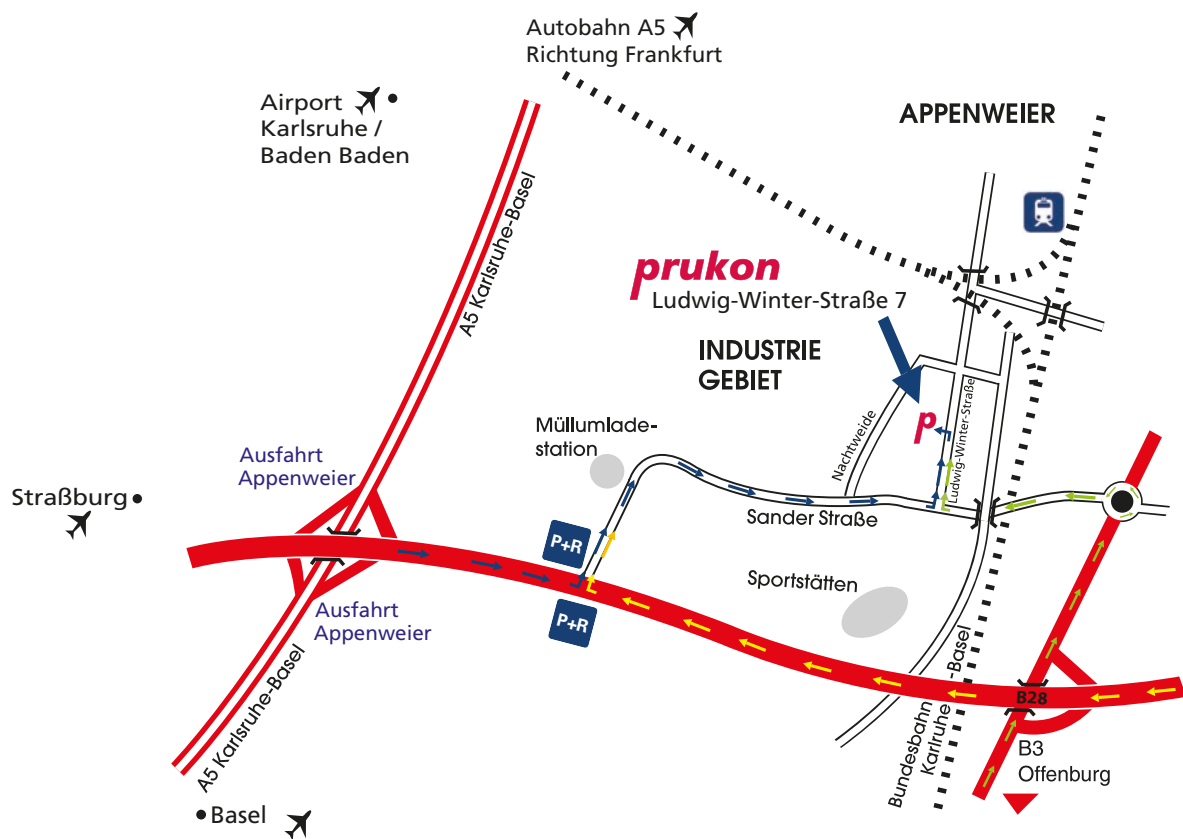 Autobahn A5
Richtung Frankfurt
Airport
Karlsruhe /
Baden Baden
APPENWEIER
A5 Karlsruhe-Basel
prukon
Ludwig-Winter-Straße 7
INDUSTRIE
GEBIET
Müllumlade-
station
Nachtweide
p
Ludwig-Winter-Straße
Ausfahrt
Appenweier
Straßburg
Sander Straße
P+R
Sportstätten
P+R
Ausfahrt
Appenweier
A5 Karlsruhe-Basel
Bundesbahn
Karlruhe -Basel
B28
B3
Offenburg
Basel